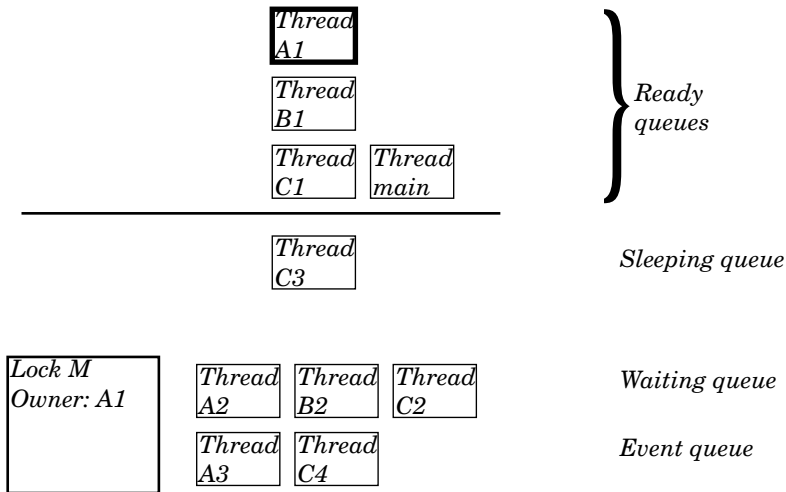 Thread
A1
Thread
B1
Ready
queues
Thread Thread
C1 main
Thread
C3
Sleeping queue
Lock M
Owner: A1
Thread Thread Thread
A2 B2 C2
Waiting queue
Thread Thread
A3 C4
Event queue